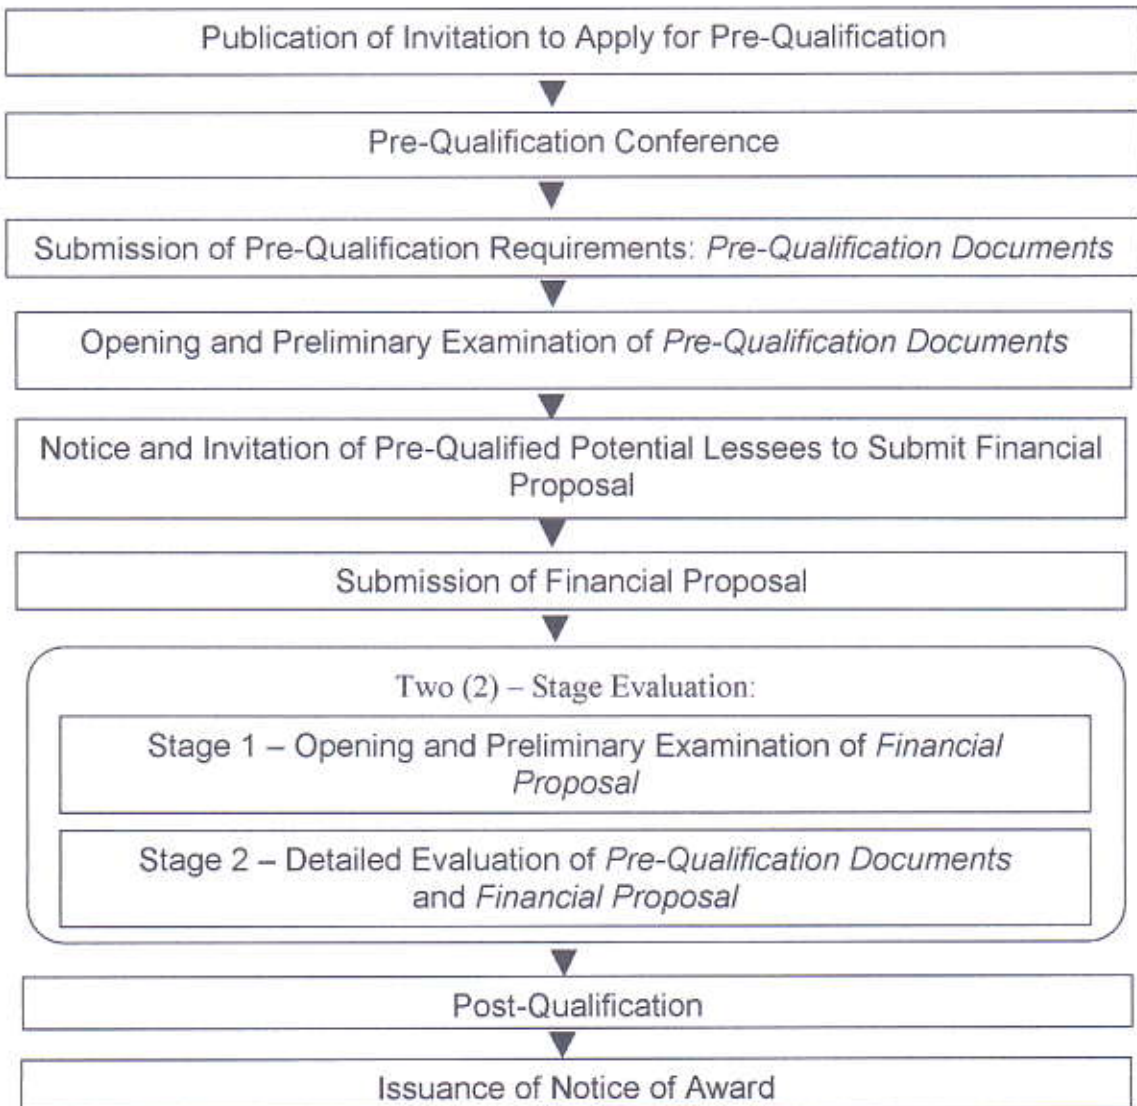 Publication of Invitation to Apply for Pre-Qualification
Pre-Qualification Conference
Submission of Pre-Qualification Requirements: Pre-Qualification Documents
Opening and Preliminary Examination of Pre-Qualification Documents
Notice and Invitation of Pre-Qualified Potential Lessees to Submit Financial
Proposal
Submission of Financial Proposal
Two (2) – Stage Evaluation:
Stage 1 – Opening and Preliminary Examination of Financial
Proposal
Stage 2 – Detailed Evaluation of Pre-Qualification Documents
and Financial Proposal
Post-Qualification
Issuance of Notice of Award